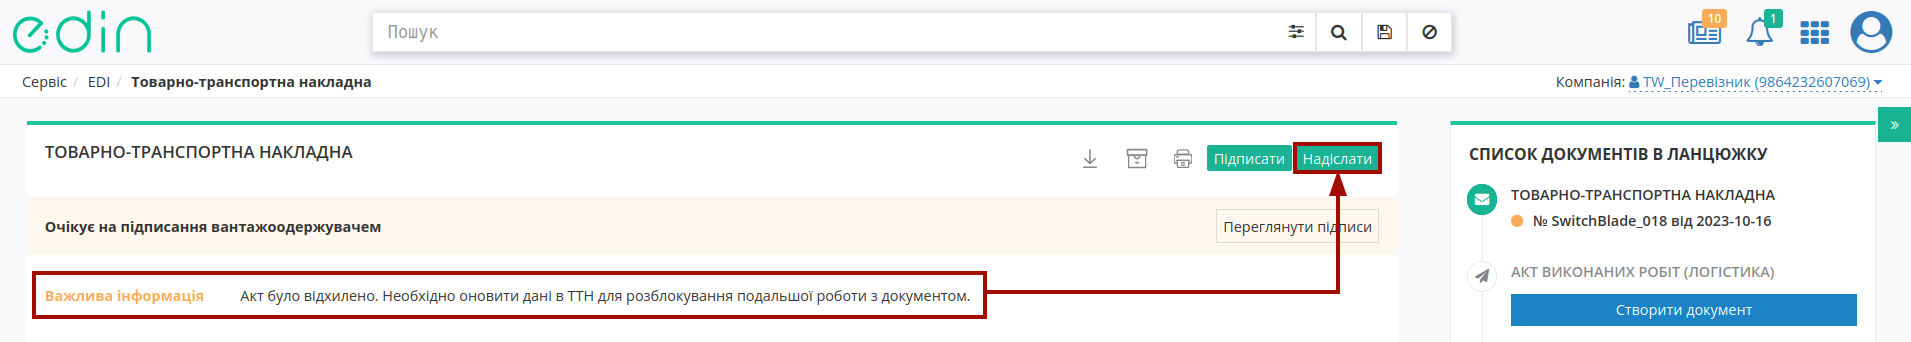 edin
Пошук
10
1
Сервіс / EDI / Товарно-транспортна накладна
Компанія: TW_Перевізник (9864232607069)
»
ТОВАРНО-ТРАНСПОРТНА НАКЛАДНА
Підписати
Надіслати
Очікує на підписання вантажоодержувачем
Переглянути підписи
Важлива інформація Акт було відхилено. Необхідно оновити дані в ТТН для розблокування подальшої роботи з документом.
СПИСОК ДОКУМЕНТІВ В ЛАНЦЮЖКУ
ТОВАРНО-ТРАНСПОРТНА НАКЛАДНА
№ SwitchBlade_018 від 2023-10-16
АКТ ВИКОНАНИХ РОБІТ (ЛОГІСТИКА)
Створити документ